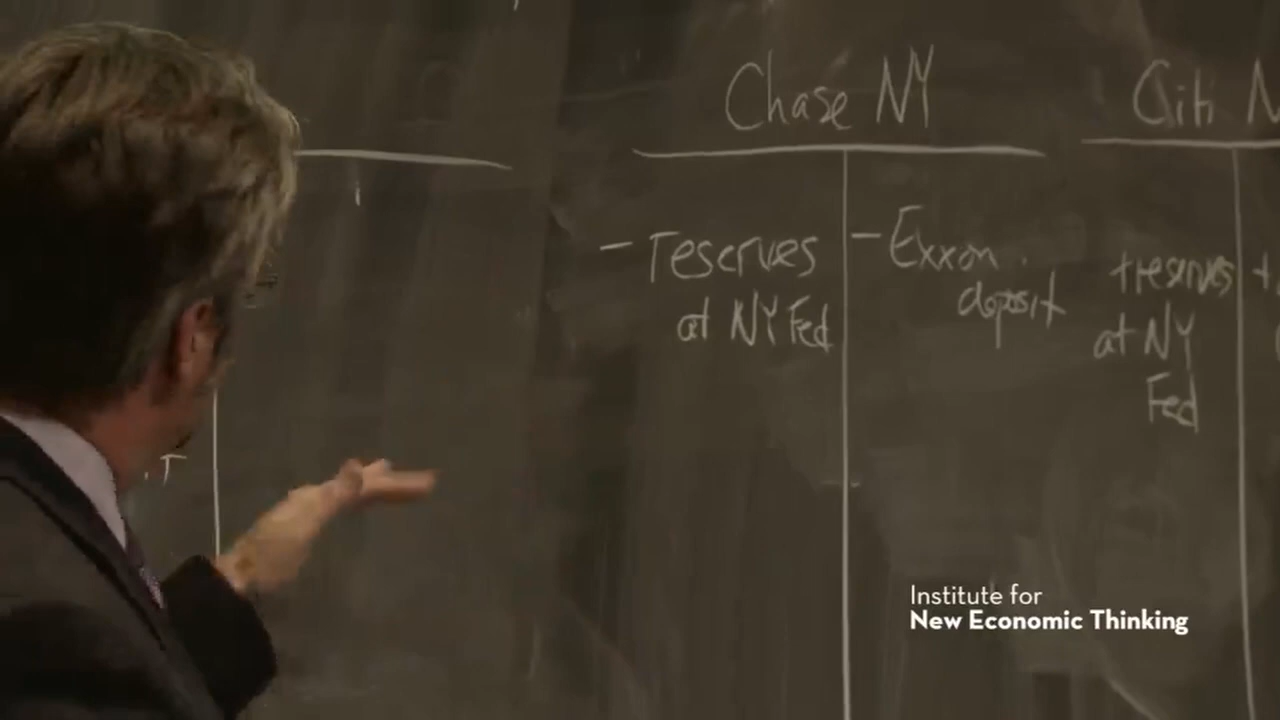 Chase NY
Citi N
- reserves
at NY Fed
- Exxon
deposit
+reserves
at NY
Fed
+
Institute for
New Economic Thinking